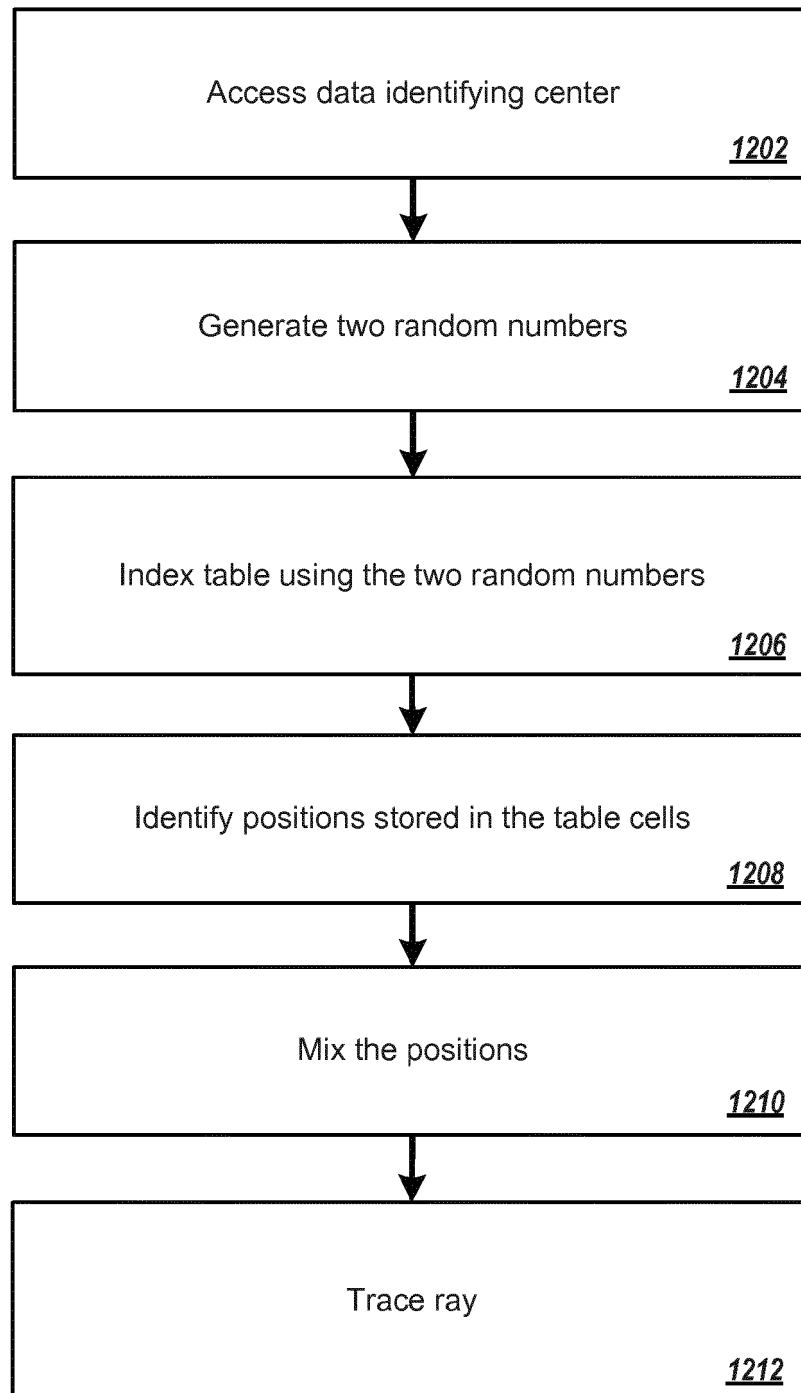 Access data identifying center
1202
Generate two random numbers
1204
Index table using the two random numbers
1206
Identify positions stored in the table cells
1208
Mix the positions
1210
Trace ray
1212